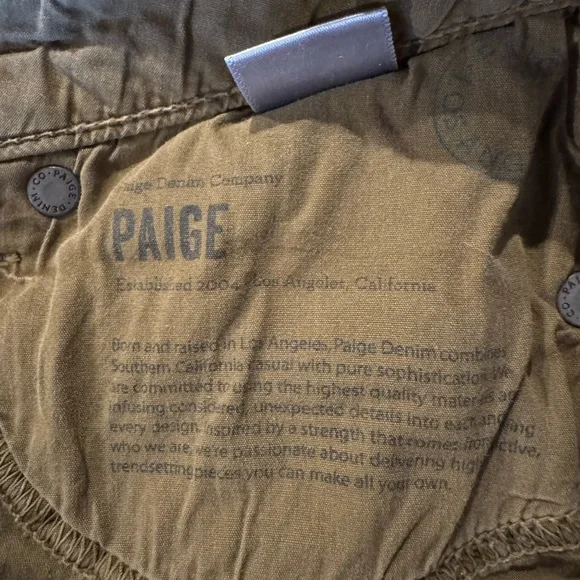 CO·PAIGE·DENIM·
Paige Denim Company
PAIGE
Established 2004 Los Angeles, California
Born and raised in Los Angeles, Paige Denim combines
Southern California casual with pure sophistication. We
are committed to using the highest quality materials and
infusing considered, unexpected details into each and
every design. Inspired by a strength that comes from
who we are, we're passionate about delivering high
trendsetting pieces you can make all your own.